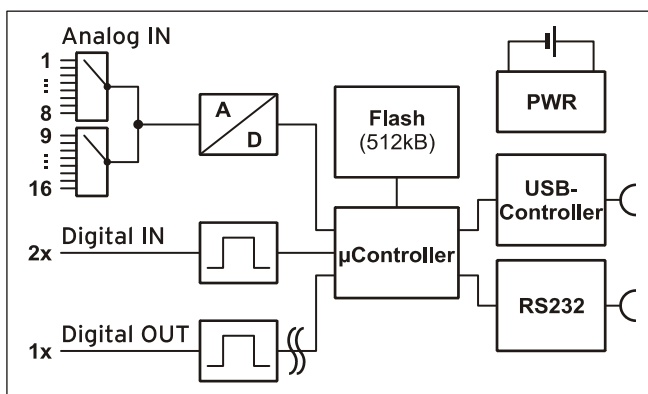 Analog IN
1
8
9
16
A
D
Flash
(512kB)
PWR
USB-
Controller
Digital IN
2x
µController
RS232
Digital OUT
1x